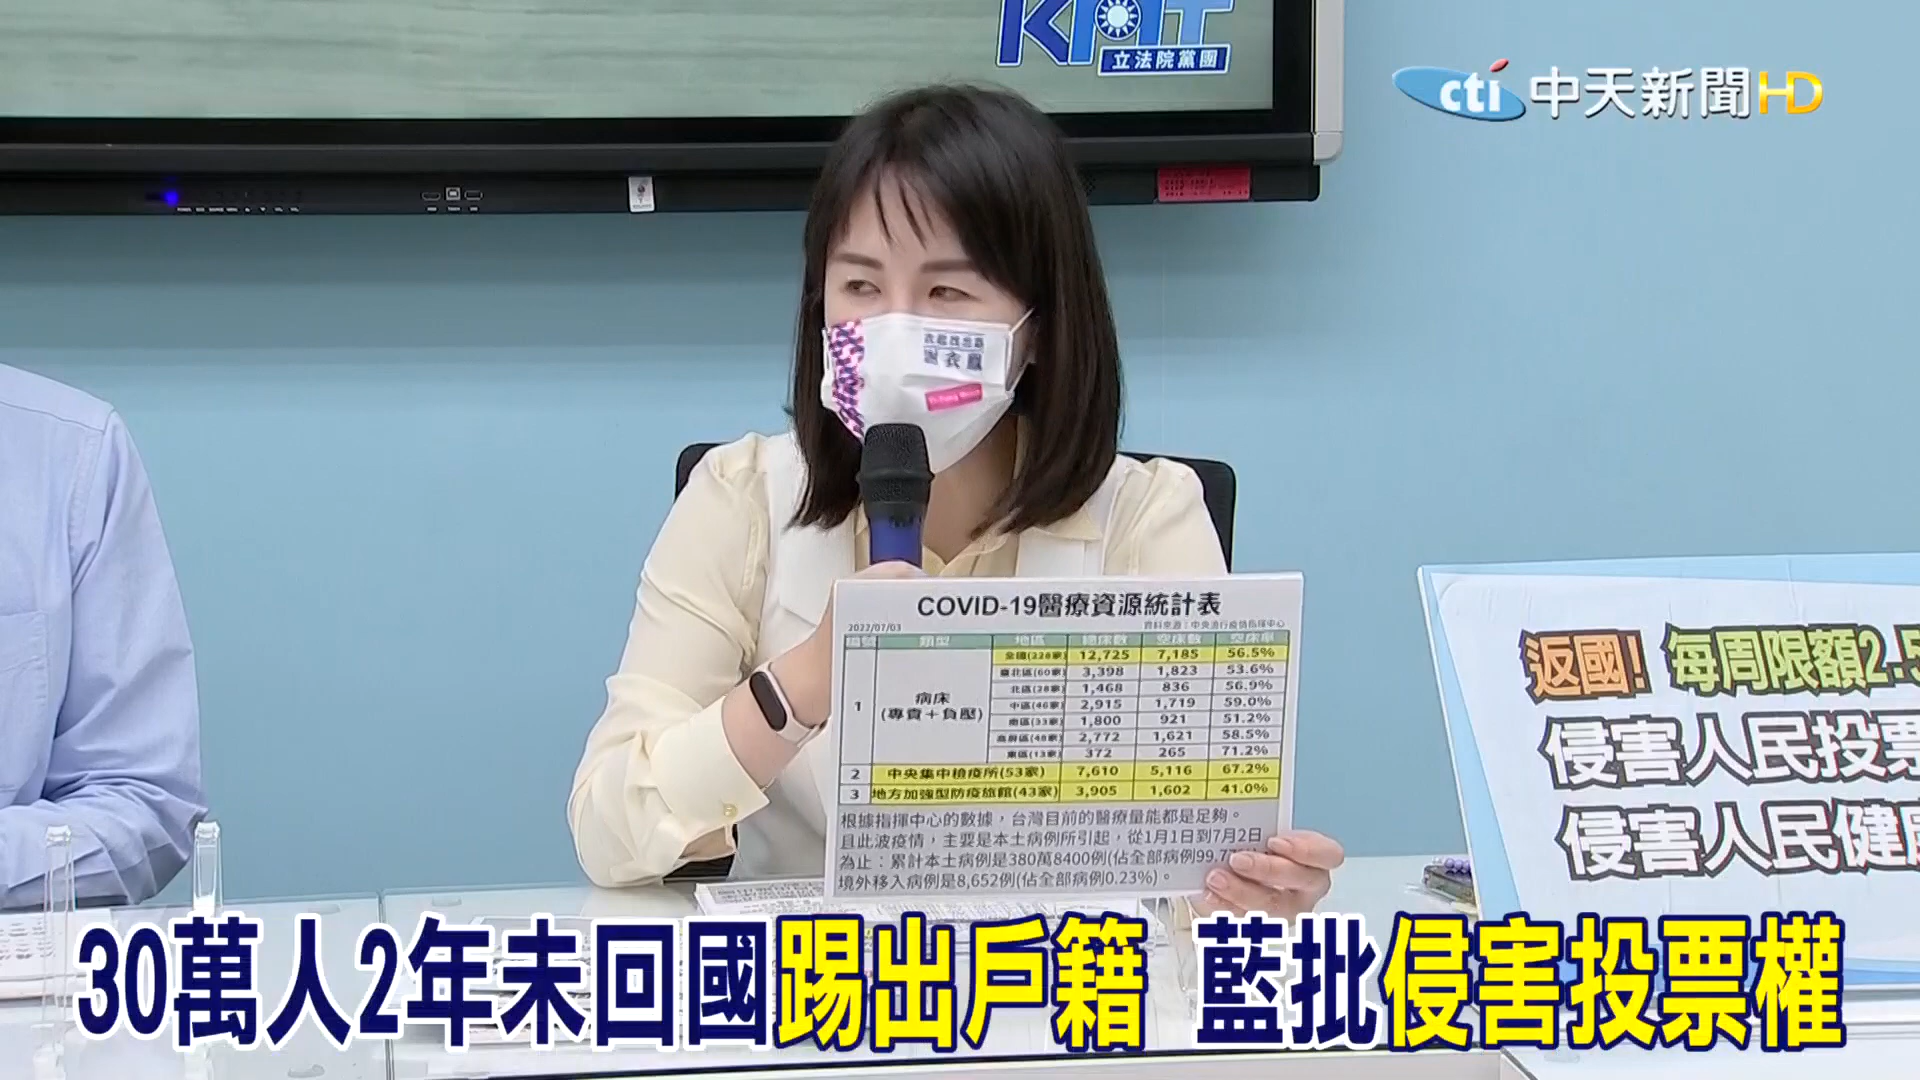 KMT
立法院黨團
cti 中天新聞HD
衣起找出路
謝衣鳳
COVID-19醫療資源統計表
2022/07/03 資料來源：中央流行疫情指揮中心
編號 類型 地區 總床數 空床數 空床率
1 病床(專責＋負壓) 全國(228家) 12,725 7,185 56.5%
臺北區(60家) 3,398 1,823 53.6%
北區(28家) 1,468 836 56.9%
中區(46家) 2,915 1,719 59.0%
南區(33家) 1,800 921 51.2%
高屏區(48家) 2,772 1,621 58.5%
東區(13家) 372 265 71.2%
2 中央集中檢疫所(53家) 7,610 5,116 67.2%
3 地方加強型防疫旅館(43家) 3,905 1,602 41.0%
根據指揮中心的數據，台灣目前的醫療量能都是足夠。
且此波疫情，主要是本土病例所引起，從1月1日到7月2日
為止：累計本土病例是380萬8400例(佔全部病例99.77%)
境外移入病例是8,652例(佔全部病例0.23%)。
返國！每周限額2.5
侵害人民投票
侵害人民健康
30萬人2年未回國踢出戶籍 藍批侵害投票權